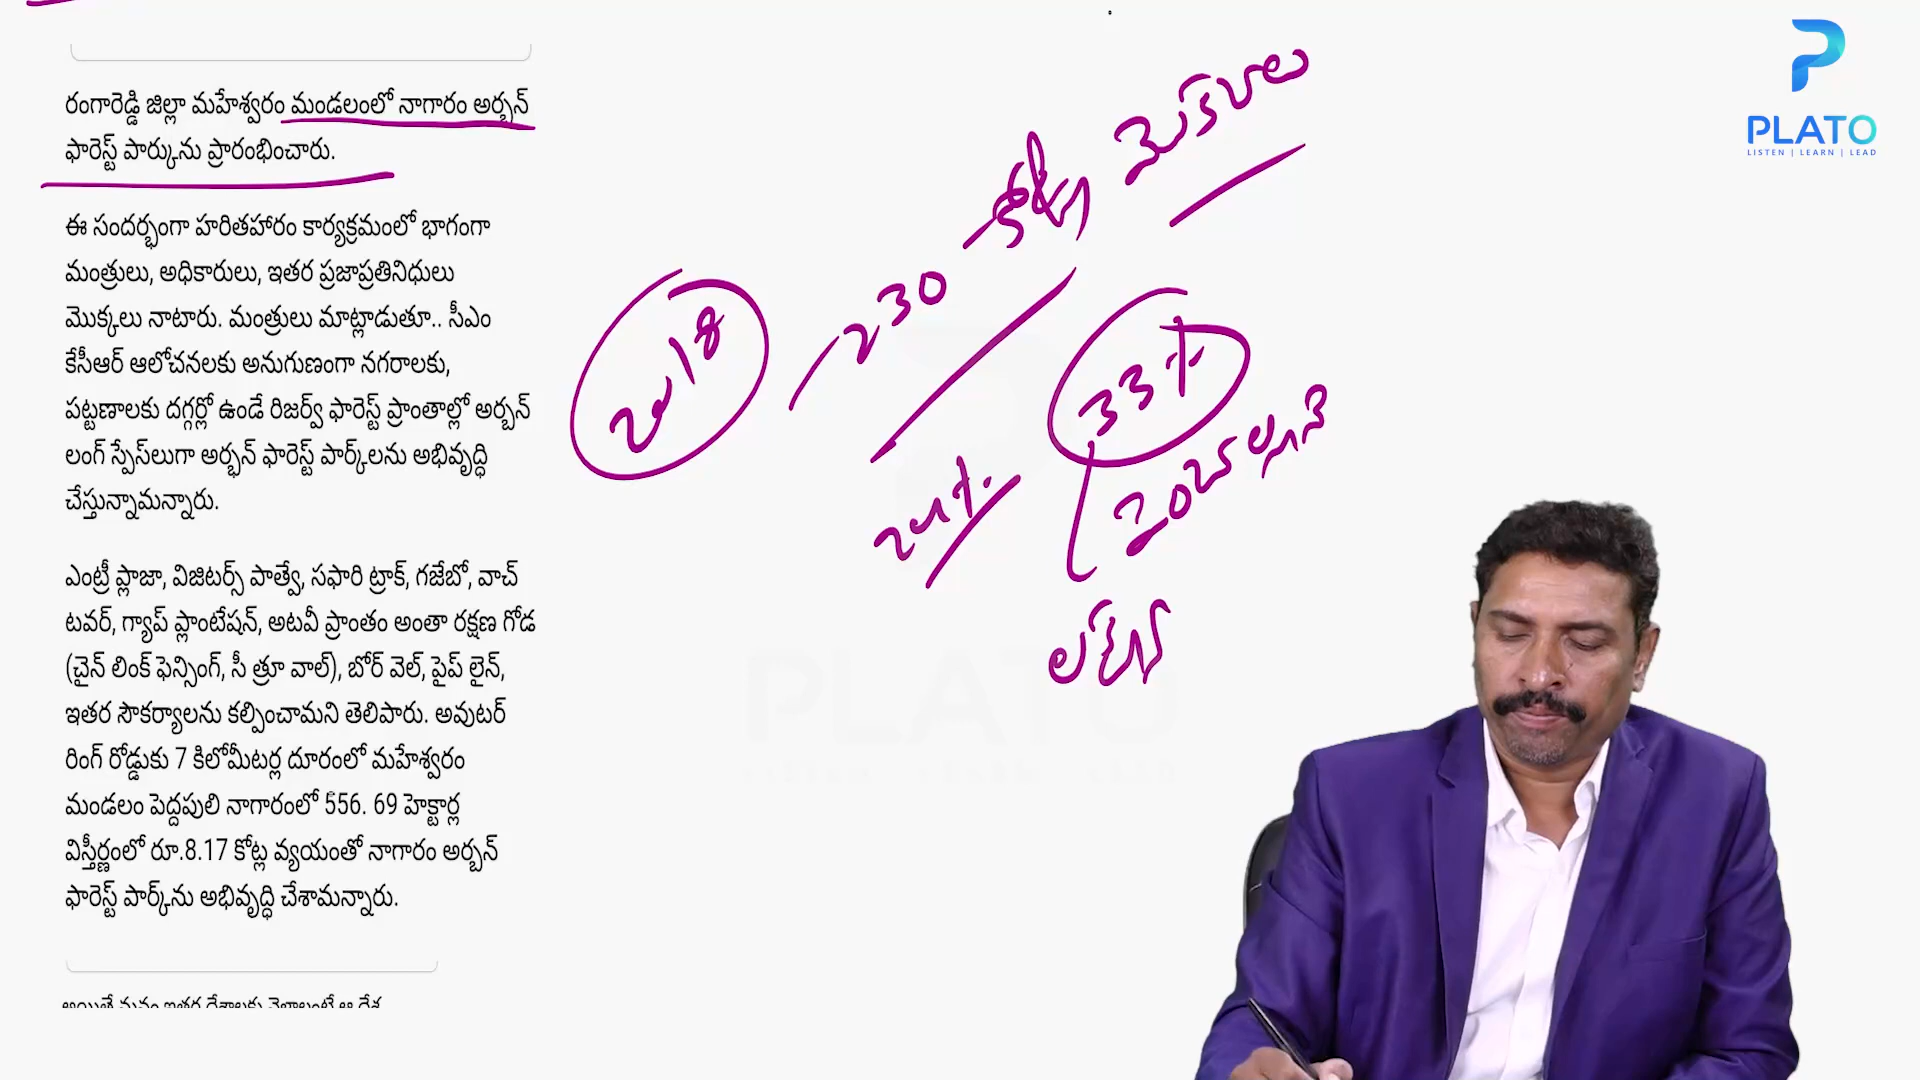 రంగారెడ్డి జిల్లా మహేశ్వరం మండలంలో నాగారం అర్బన్
ఫారెస్ట్ పార్కును ప్రారంభించారు.
ఈ సందర్భంగా హరితహారం కార్యక్రమంలో భాగంగా
మంత్రులు, అధికారులు, ఇతర ప్రజాప్రతినిధులు
మొక్కలు నాటారు. మంత్రులు మాట్లాడుతూ.. సీఎం
కేసీఆర్ ఆలోచనలకు అనుగుణంగా నగరాలకు,
పట్టణాలకు దగ్గర్లో ఉండే రిజర్వ్ ఫారెస్ట్ ప్రాంతాల్లో అర్బన్
లంగ్ స్పేస్‌లుగా అర్భన్ ఫారెస్ట్ పార్క్‌లను అభివృద్ధి
చేస్తున్నామన్నారు.
ఎంట్రీ ప్లాజా, విజిటర్స్ పాత్వే, సఫారి ట్రాక్, గజేబో, వాచ్
టవర్, గ్యాప్ ప్లాంటేషన్, అటవీ ప్రాంతం అంతా రక్షణ గోడ
(చైన్ లింక్ ఫెన్సింగ్, సీ త్రూ వాల్), బోర్ వెల్, పైప్ లైన్,
ఇతర సౌకర్యాలను కల్పించామని తెలిపారు. అవుటర్
రింగ్ రోడ్డుకు 7 కిలోమీటర్ల దూరంలో మహేశ్వరం
మండలం పెద్దపులి నాగారంలో 556. 69 హెక్టార్ల
విస్తీర్ణంలో రూ.8.17 కోట్ల వ్యయంతో నాగారం అర్బన్
ఫారెస్ట్ పార్క్‌ను అభివృద్ధి చేశామన్నారు.
2018
230 కోట్ల మొక్కలు
33%
24%
PLATO
LISTEN | LEARN | LEAD